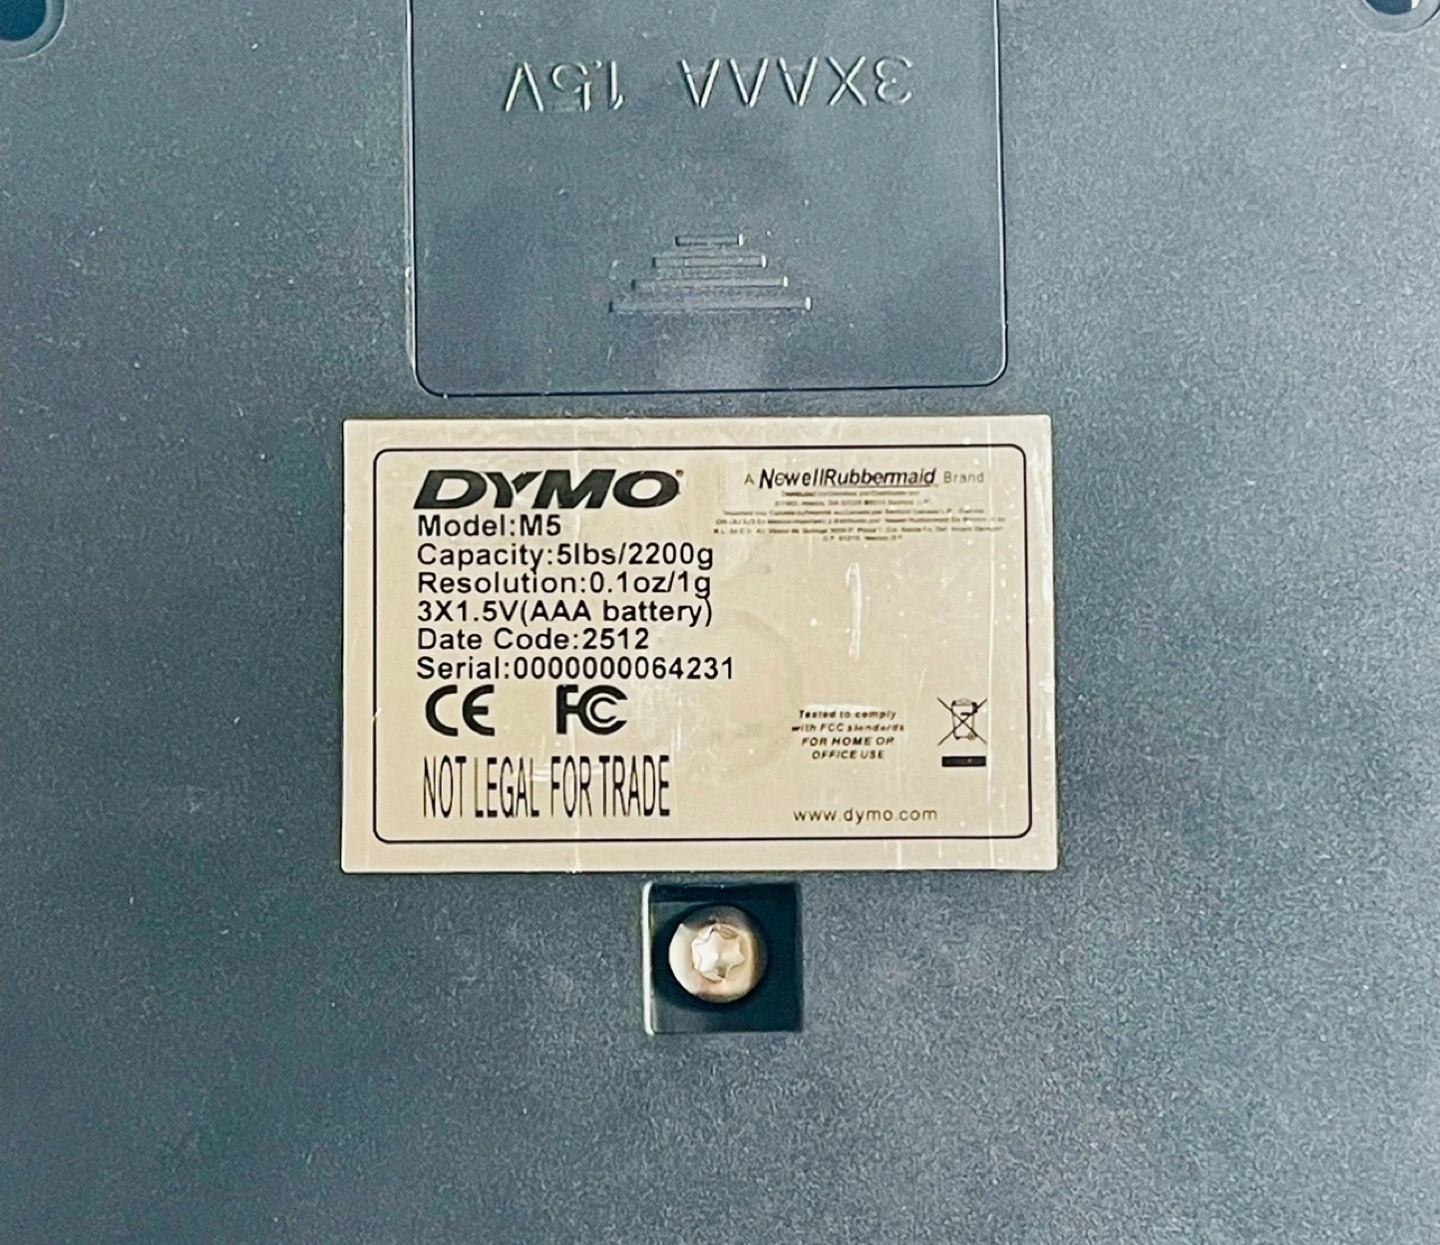 3XAAA 1.5V
DYMO
Model:M5
Capacity:5lbs/2200g
Resolution:0.1oz/1g
3X1.5V(AAA battery)
Date Code:2512
Serial:0000000064231
CE FC
NOT LEGAL FOR TRADE
A NewellRubbermaid Brand
Tested to comply
with FCC standards
FOR HOME OR
OFFICE USE
www.dymo.com